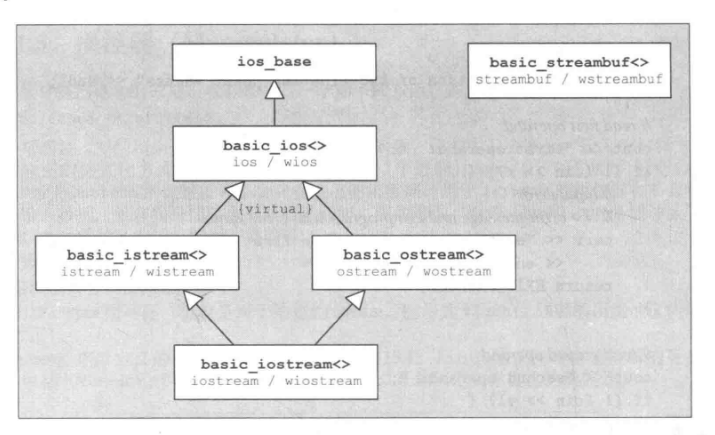 ios_base
basic_streambuf<>
streambuf / wstreambuf
basic_ios<>
ios / wios
{virtual}
basic_istream<>
istream / wistream
basic_ostream<>
ostream / wostream
basic_iostream<>
iostream / wiostream